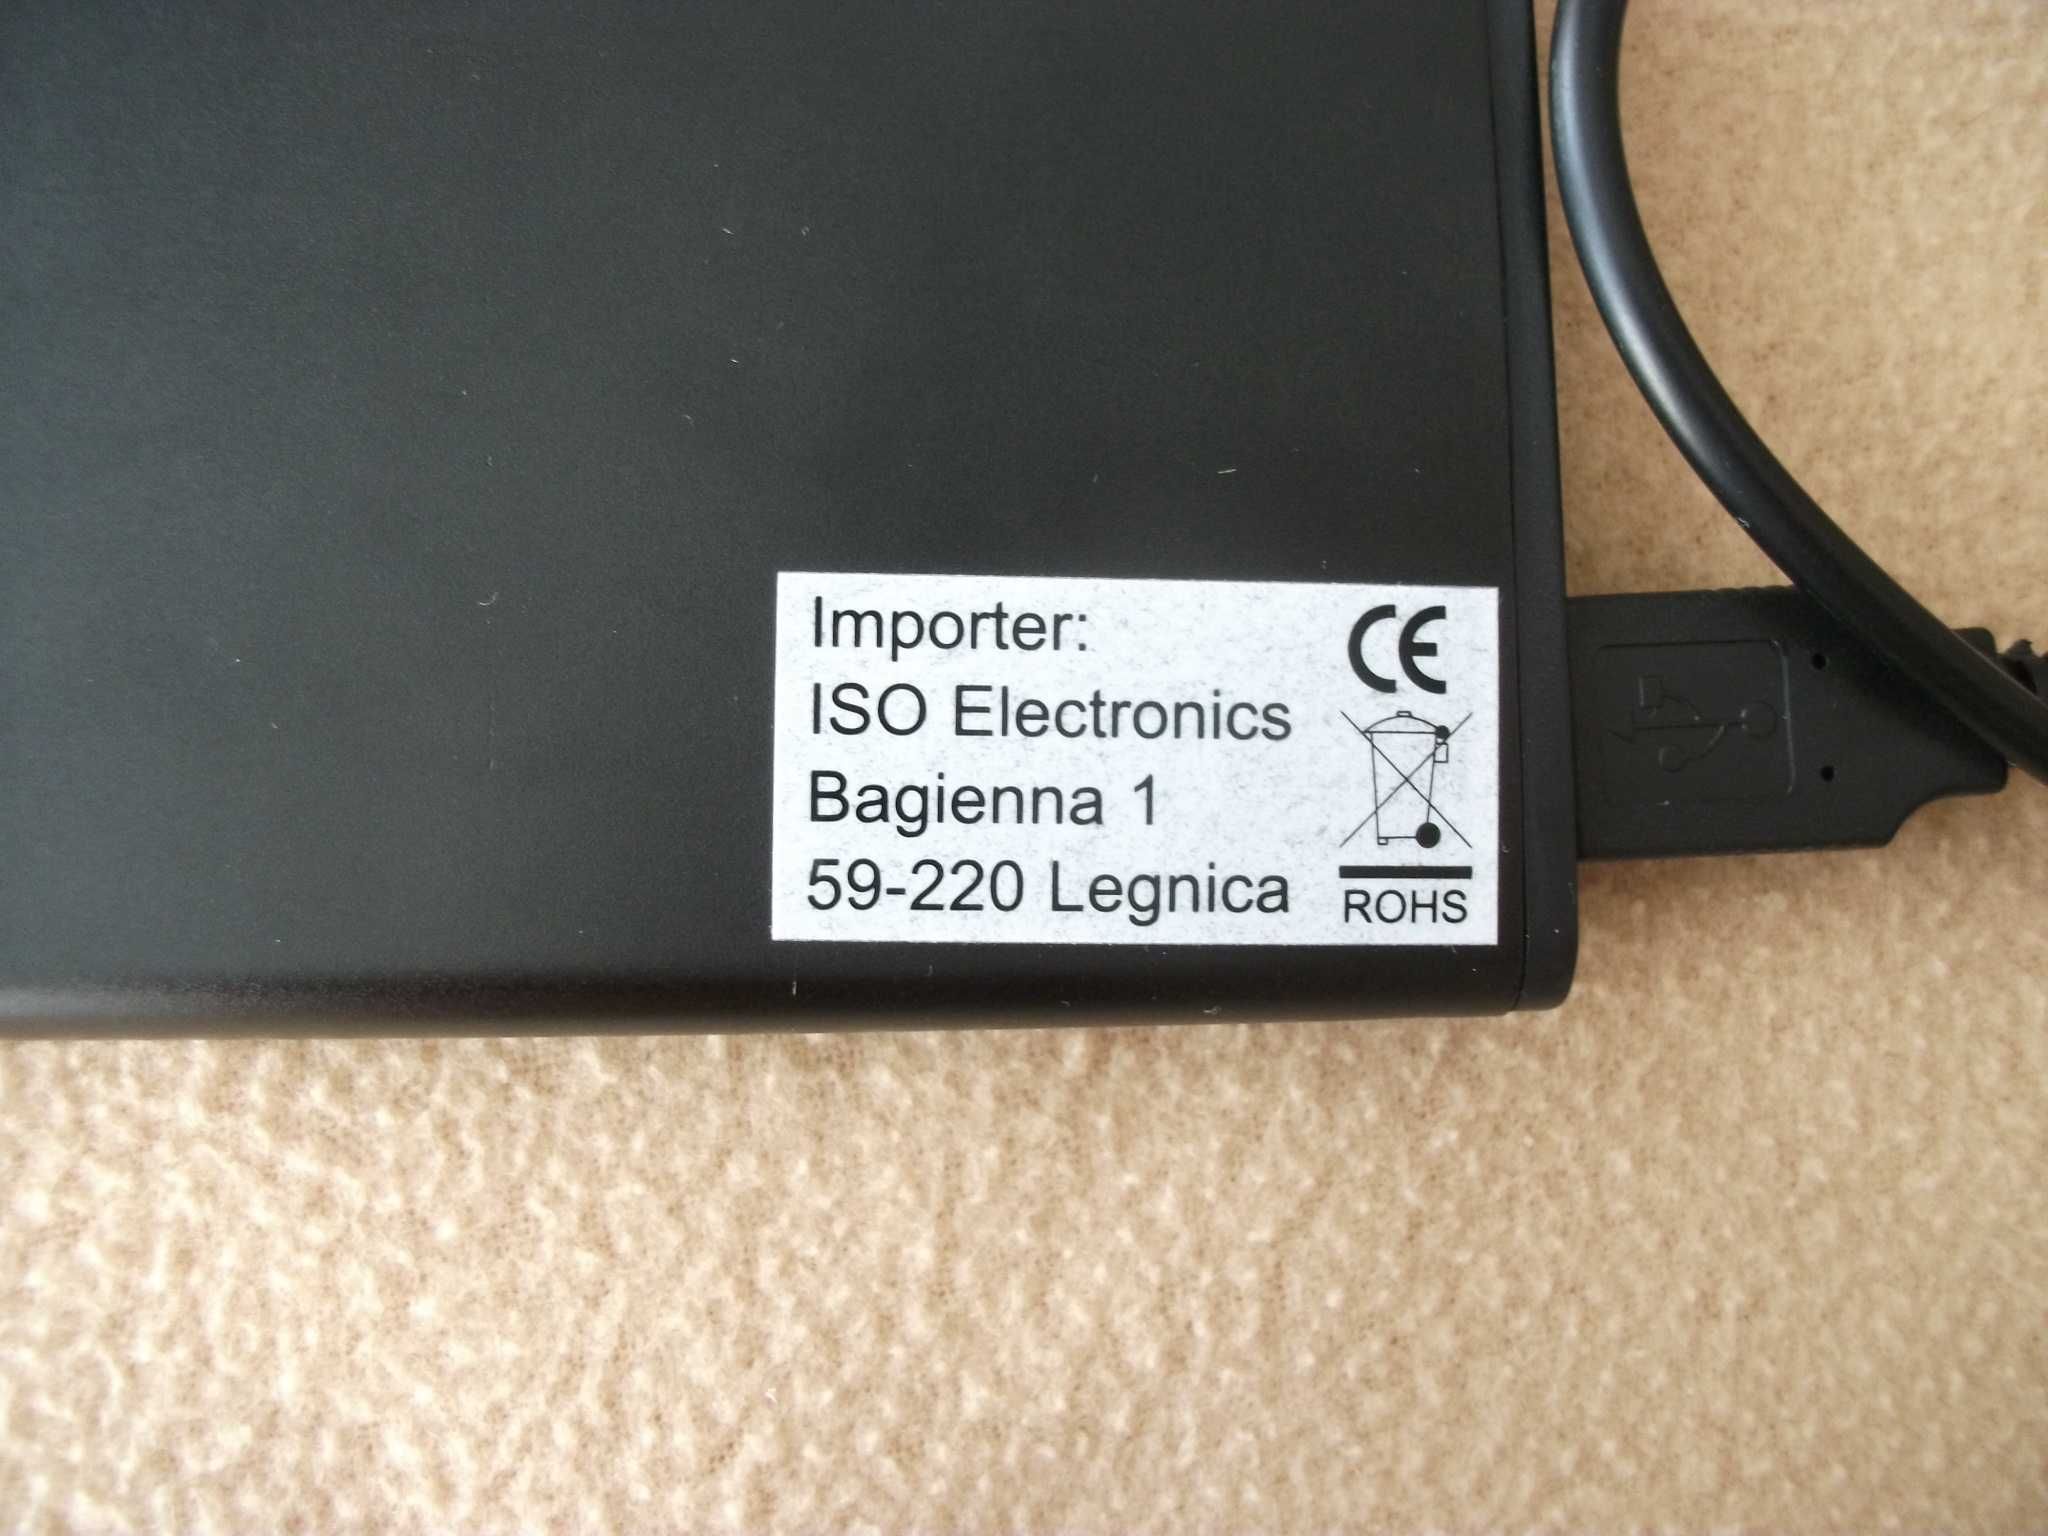 Importer:
ISO Electronics
Bagienna 1
59-220 Legnica
CE
ROHS